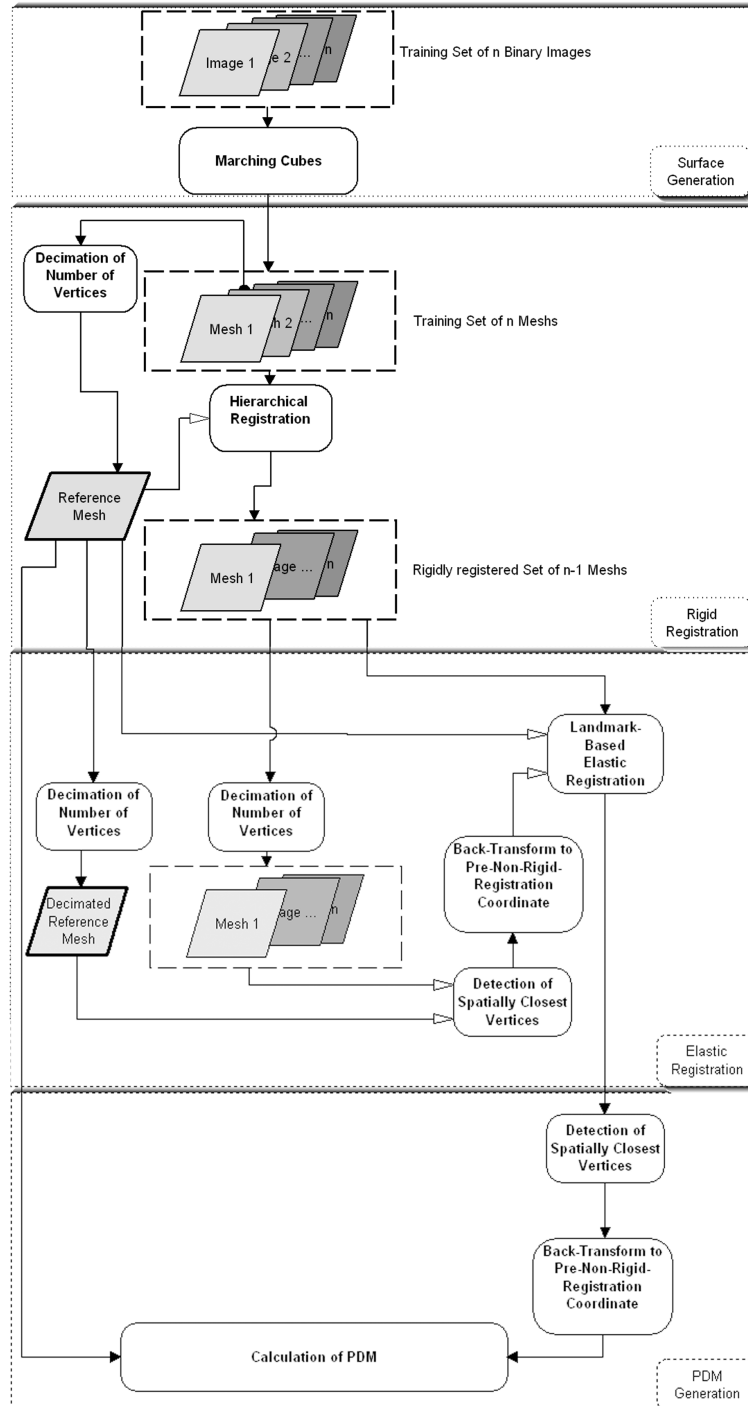 Image 1
e 2
...
n
Training Set of n Binary Images
Marching Cubes
Surface
Generation
Decimation of
Number of
Vertices
Mesh 1
h 2
...
n
Training Set of n Meshs
Hierarchical
Registration
Reference
Mesh
Mesh 1
age ...
n
Rigidly registered Set of n-1 Meshs
Rigid
Registration
Landmark-
Based
Elastic
Registration
Decimation of
Number of
Vertices
Decimation of
Number of
Vertices
Back-Transform to
Pre-Non-Rigid-
Registration
Coordinate
Decimated
Reference
Mesh
Mesh 1
age ...
n
Detection of
Spatially Closest
Vertices
Elastic
Registration
Detection of
Spatially Closest
Vertices
Back-Transform to
Pre-Non-Rigid-
Registration
Coordinate
Calculation of PDM
PDM
Generation